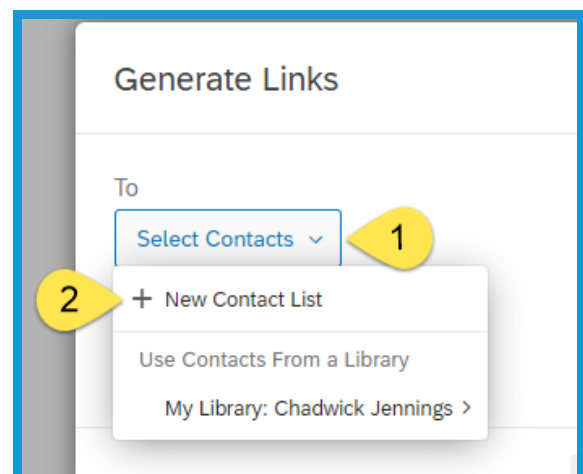 Generate Links
To
Select Contacts
1
2
+ New Contact List
Use Contacts From a Library
My Library: Chadwick Jennings >